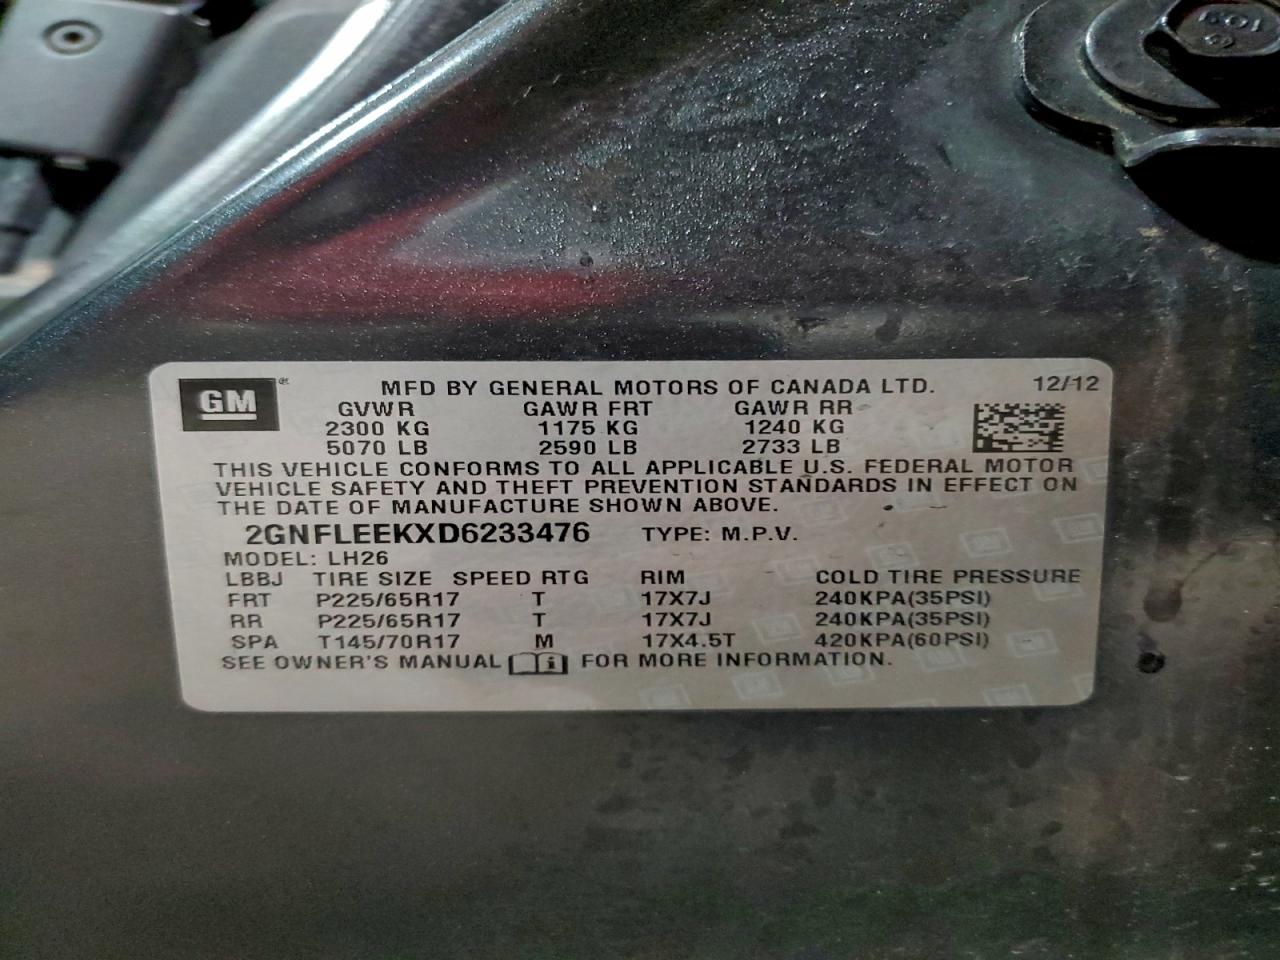 GM ® MFD BY GENERAL MOTORS OF CANADA LTD. 12/12
GVWR GAWR FRT GAWR RR
2300 KG 1175 KG 1240 KG
5070 LB 2590 LB 2733 LB
THIS VEHICLE CONFORMS TO ALL APPLICABLE U.S. FEDERAL MOTOR
VEHICLE SAFETY AND THEFT PREVENTION STANDARDS IN EFFECT ON
THE DATE OF MANUFACTURE SHOWN ABOVE.
2GNFLEEKXD6233476 TYPE: M.P.V.
MODEL: LH26
LBBJ TIRE SIZE SPEED RTG RIM COLD TIRE PRESSURE
FRT P225/65R17 T 17X7J 240KPA(35PSI)
RR P225/65R17 T 17X7J 240KPA(35PSI)
SPA T145/70R17 M 17X4.5T 420KPA(60PSI)
SEE OWNER'S MANUAL i FOR MORE INFORMATION.